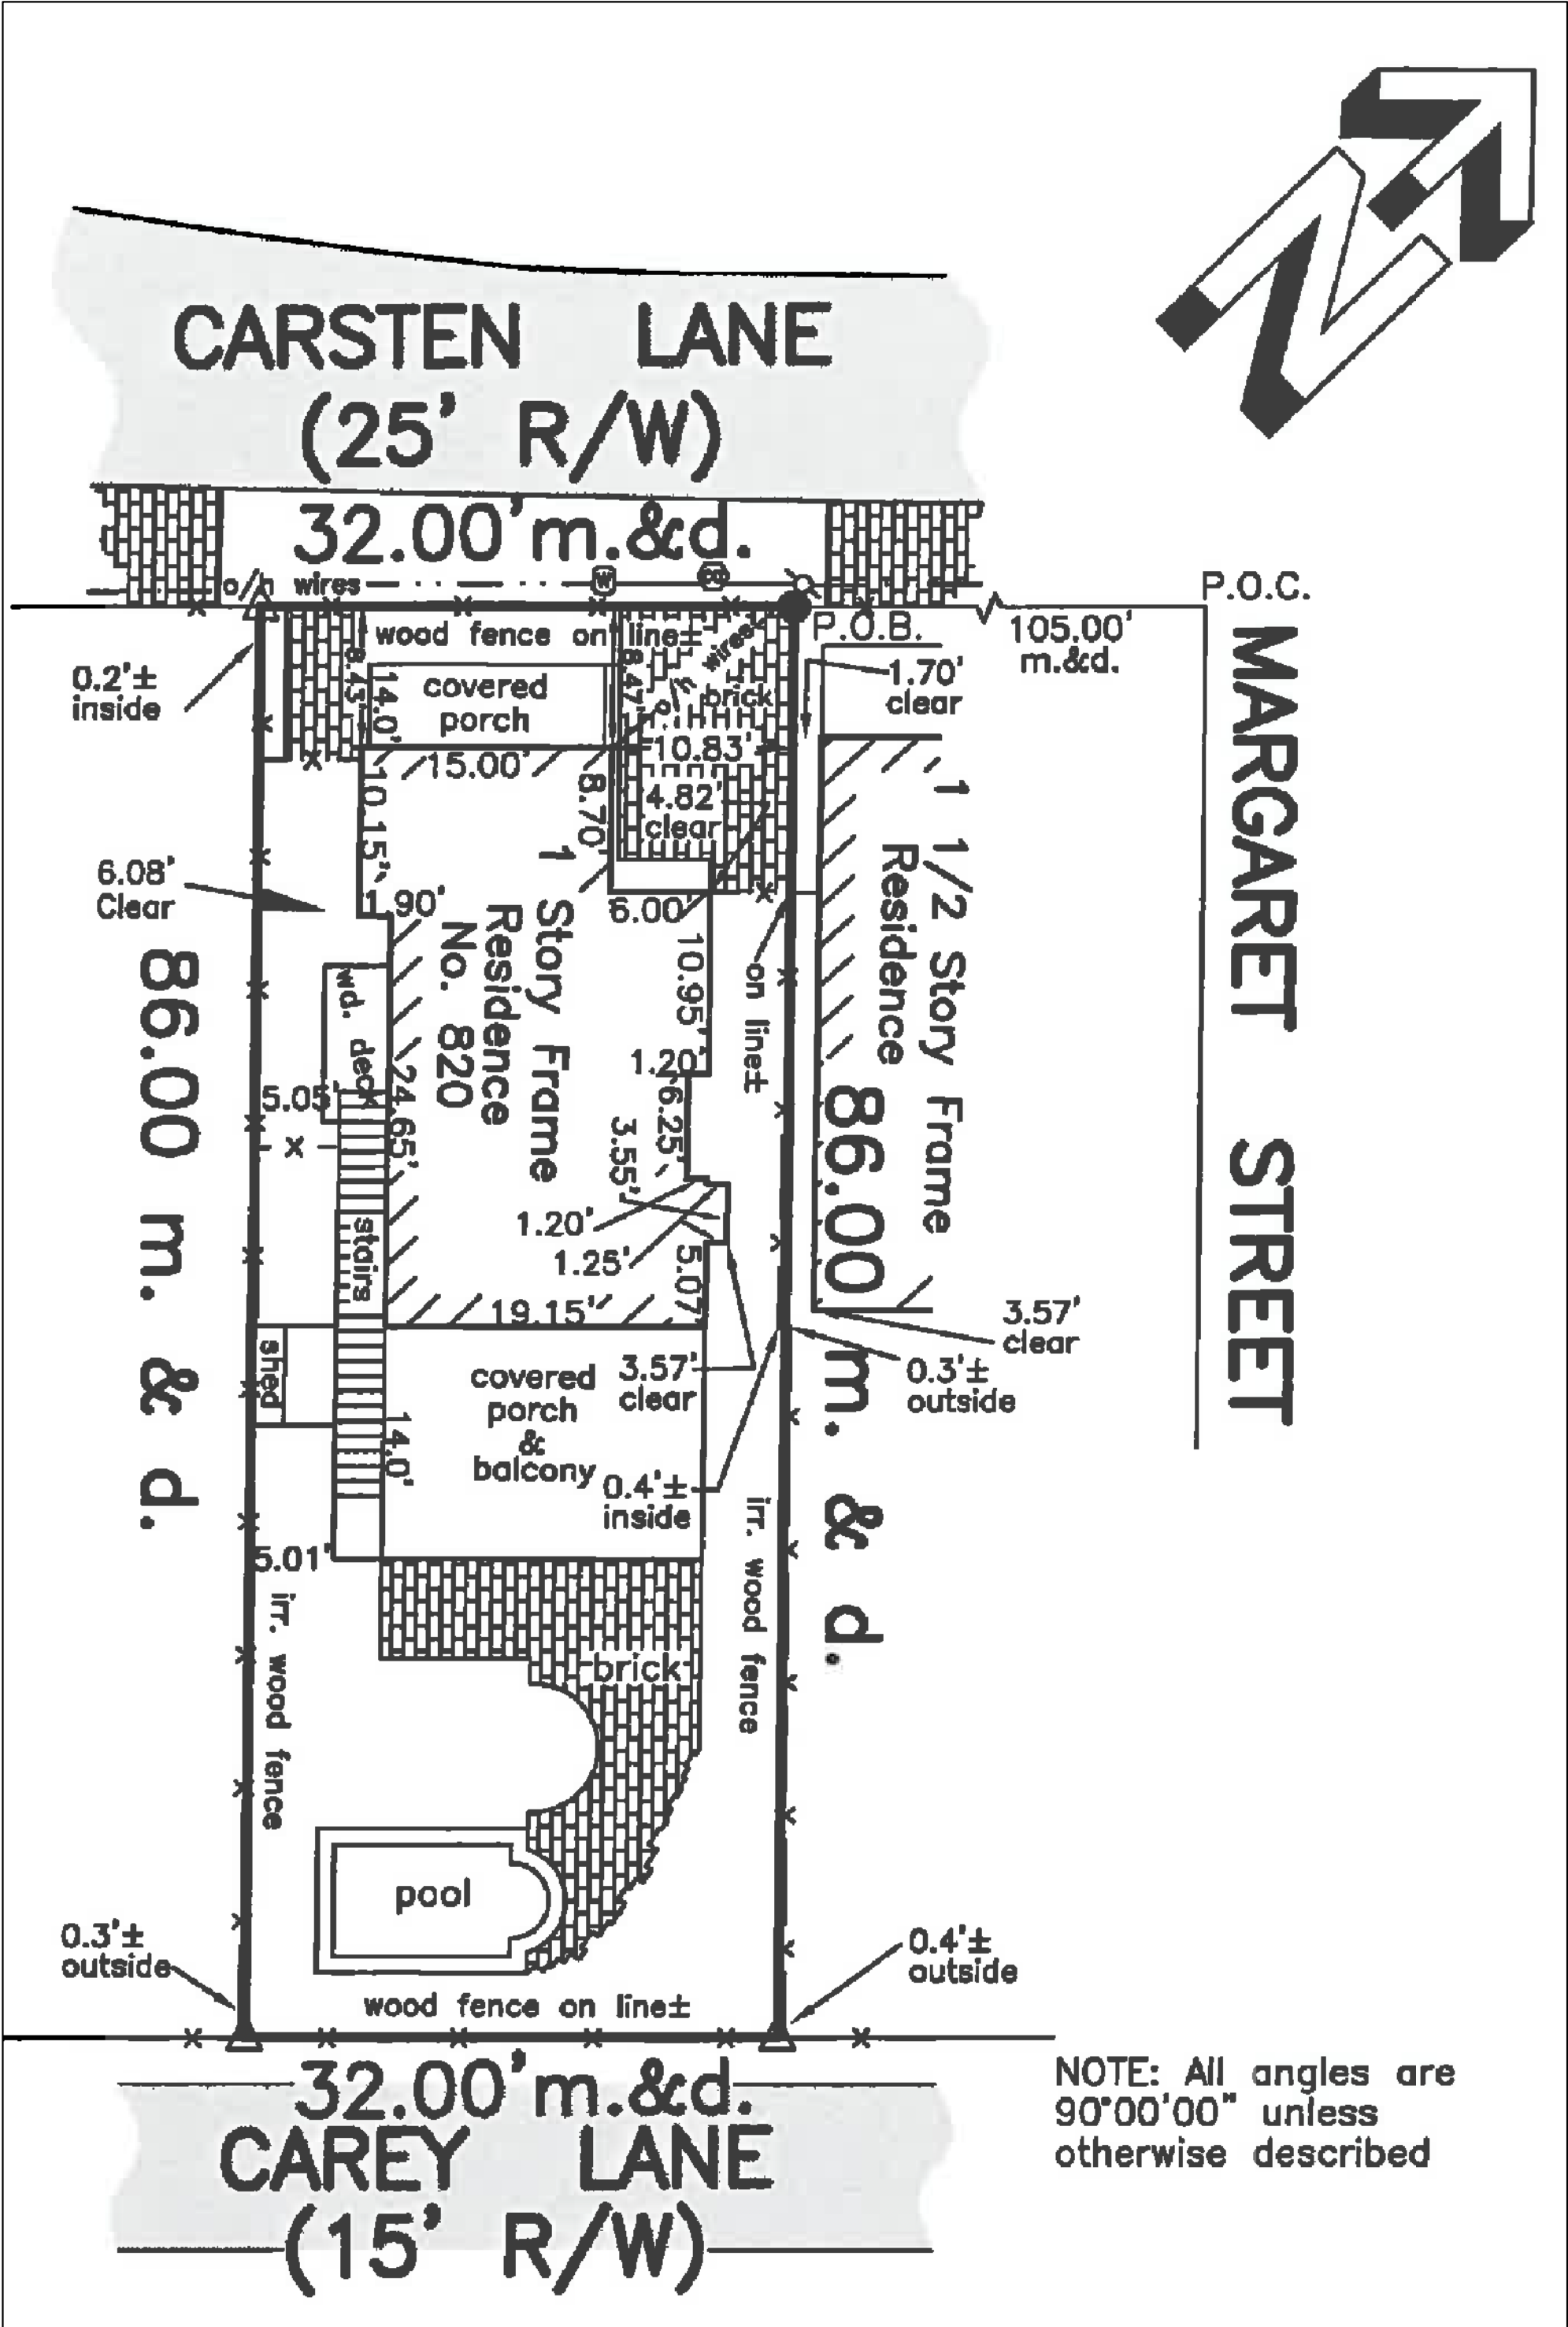 N
CARSTEN LANE
(25' R/W)
32.00'm.&d.
P.O.C.
wires
W
wood fence on line±
P.O.B.
105.00'
m.&d.
0.2'±
inside
8.43'
14.0'
covered
porch
8.47'
wires
brick
1.70'
clear
10.83'
15.00'
10.15'
8.70'
4.82'
clear
MARGARET STREET
6.08'
Clear
1.90'
6.00'
1
Story Frame
Residence
No. 820
1 1/2 Story Frame
Residence
10.95'
on line±
86.00 m. & d.
86.00 m. & d.
wd. deck
1.20'
5.05'
24.65'
6.25'
3.55'
X
stairs
1.20'
1.25'
5.07'
19.15'
3.57'
clear
shed
covered
porch
&
balcony
3.57'
clear
0.3'±
outside
14.0'
0.4'±
inside
5.01'
irr. wood fence
irr. wood fence
brick
pool
0.3'±
outside
0.4'±
outside
wood fence on line±
32.00'm.&d.
CAREY LANE
(15' R/W)
NOTE: All angles are
90°00'00" unless
otherwise described